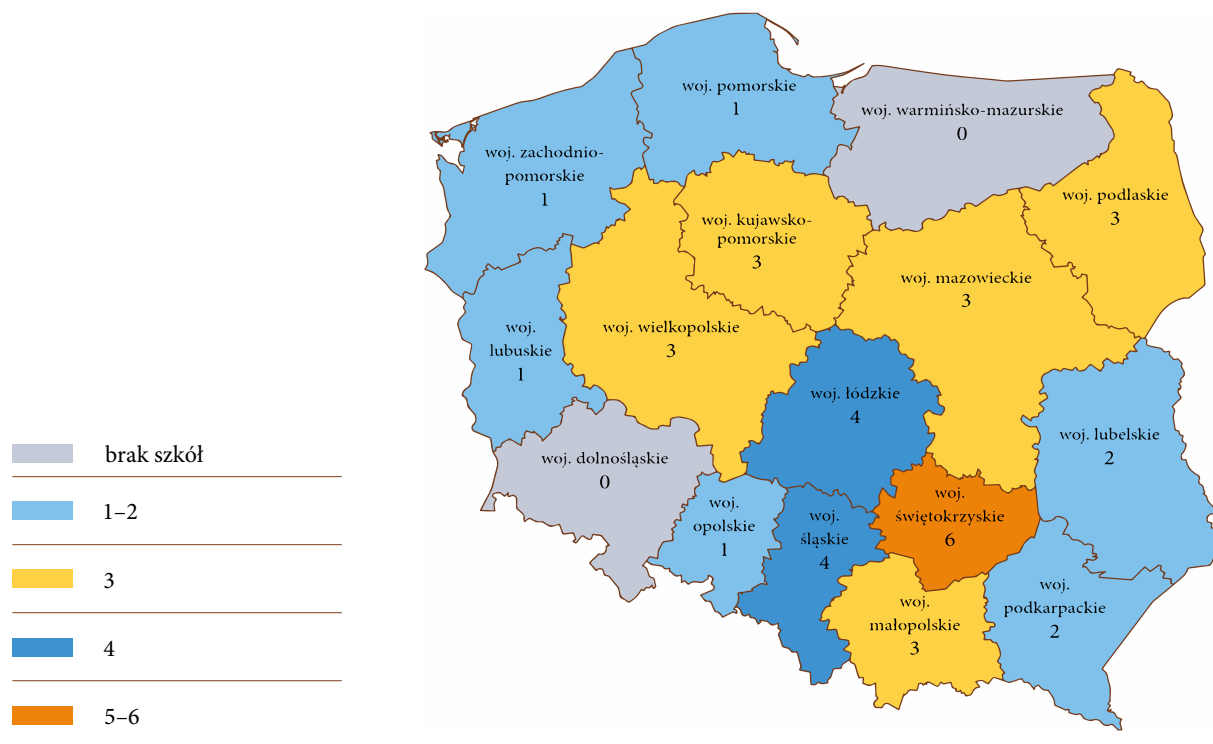 woj. pomorskie
1
woj. warmińsko-mazurskie
0
woj. zachodnio-
pomorskie
1
woj. podlaskie
3
woj. kujawsko-
pomorskie
3
woj. mazowieckie
3
woj.
lubuskie
1
woj. wielkopolskie
3
woj. łódzkie
4
woj. lubelskie
2
woj. dolnośląskie
0
woj.
opolskie
1
woj.
śląskie
4
woj.
świętokrzyskie
6
woj.
małopolskie
3
woj.
podkarpackie
2
brak szkół
1–2
3
4
5–6